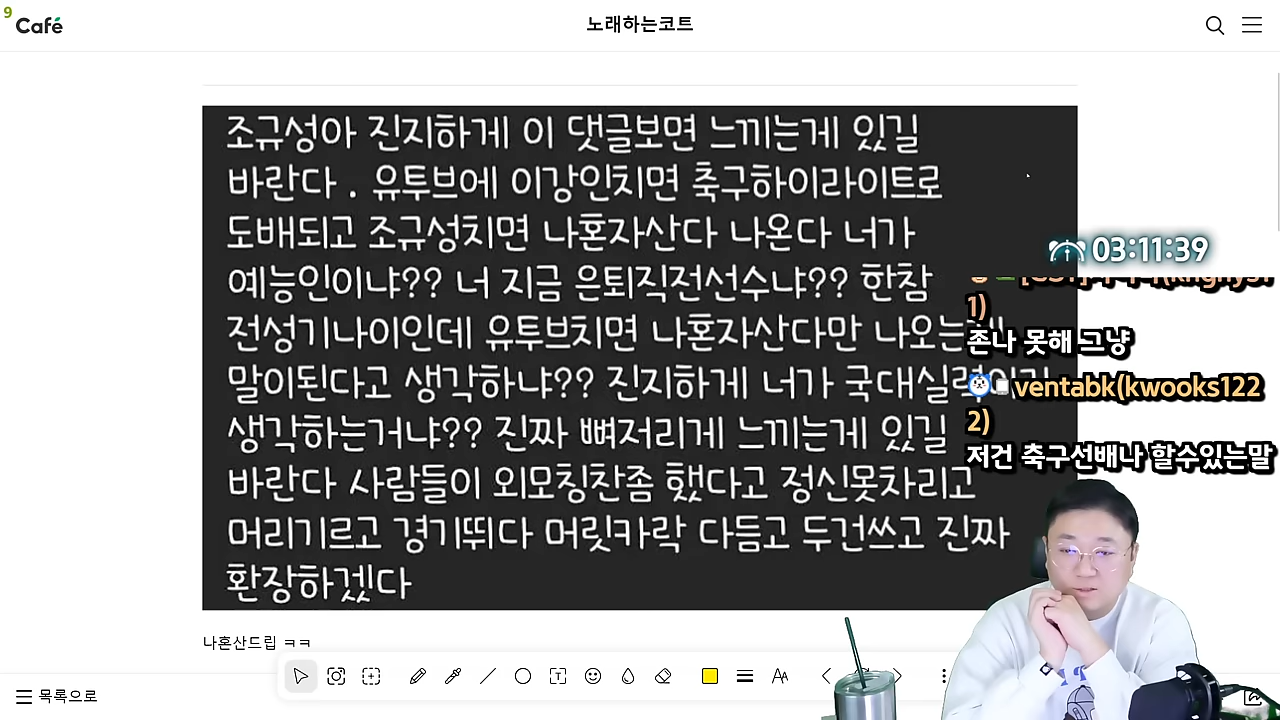 9
Café
노래하는코트
조규성아 진지하게 이 댓글보면 느끼는게 있길
바란다 . 유투브에 이강인치면 축구하이라이트로
도배되고 조규성치면 나혼자산다 나온다 너가
예능인이냐?? 너 지금 은퇴직전선수냐?? 한참
전성기나이인데 유투브치면 나혼자산다만 나오는게
말이된다고 생각하냐?? 진지하게 너가
생각하는거냐?? 진짜 뼈저리게 느끼는게 있길
바란다 사람들이 외모칭찬좀 했다고 정신못차리고
머리기르고 경기뛰다 머릿카락 다듬고 두건쓰고 진짜
환장하겠다
03:11:39
1)
존나 못해 그냥
ventabk(kwooks122
2)
저건 축구선배나 할수있는말
나혼산드립 ㅋㅋ
목록으로